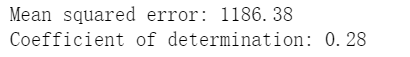 Mean squared error: 1186.38
Coefficient of determination: 0.28